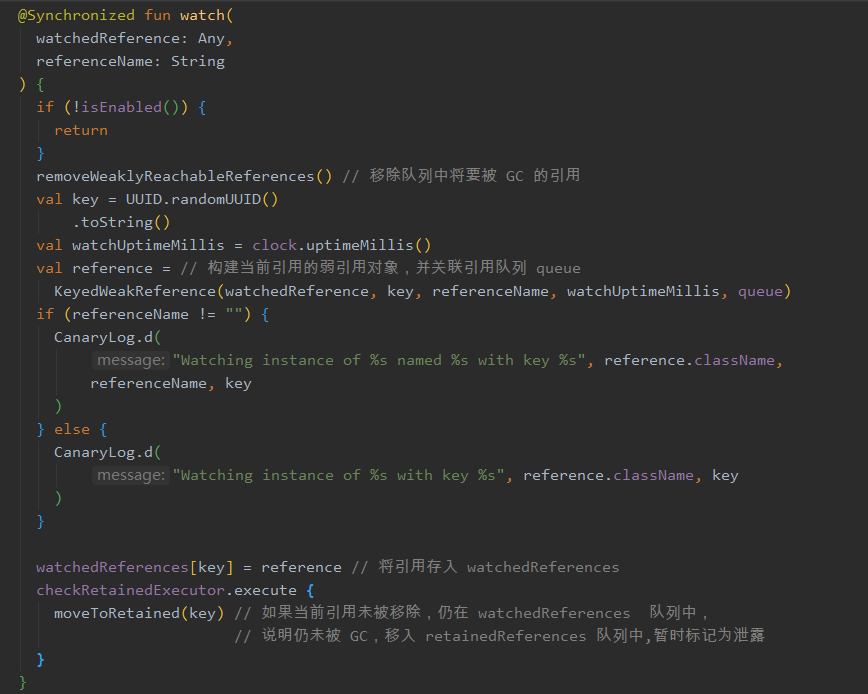 @Synchronized fun watch(
  watchedReference: Any,
  referenceName: String
) {
  if (!isEnabled()) {
    return
  }
  removeWeaklyReachableReferences() // 移除队列中将要被 GC 的引用
  val key = UUID.randomUUID()
      .toString()
  val watchUptimeMillis = clock.uptimeMillis()
  val reference = // 构建当前引用的弱引用对象，并关联引用队列 queue
    KeyedWeakReference(watchedReference, key, referenceName, watchUptimeMillis, queue)
  if (referenceName != "") {
    CanaryLog.d(
        message: "Watching instance of %s named %s with key %s", reference.className,
        referenceName, key
    )
  } else {
    CanaryLog.d(
        message: "Watching instance of %s with key %s", reference.className, key
    )
  }
  watchedReferences[key] = reference // 将引用存入 watchedReferences
  checkRetainedExecutor.execute {
    moveToRetained(key) // 如果当前引用未被移除，仍在 watchedReferences  队列中，
                        // 说明仍未被 GC，移入 retainedReferences 队列中,暂时标记为泄露
  }
}